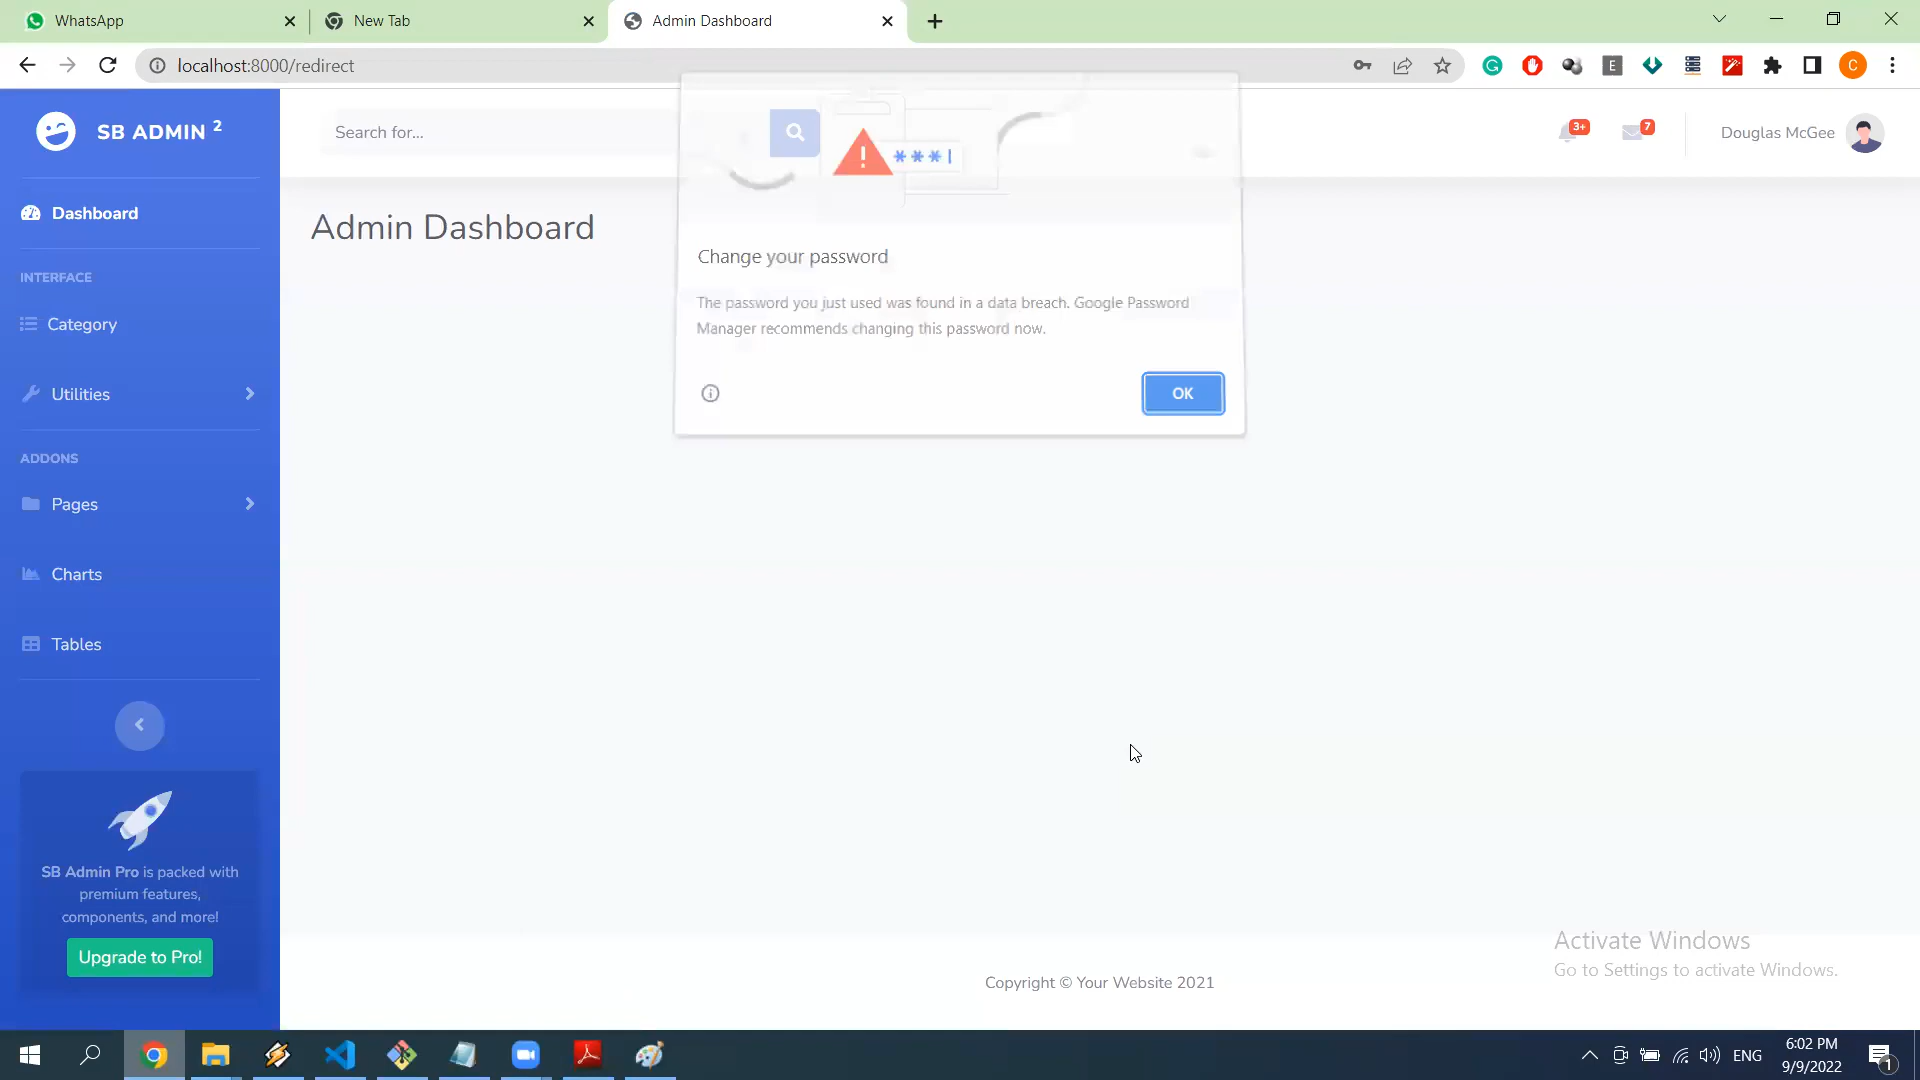 WhatsApp
New Tab
Admin Dashboard
localhost:8000/redirect
E
C
SB ADMIN 2
Search for...
3+
7
Douglas McGee
Dashboard
INTERFACE
Category
Utilities
ADDONS
Pages
Charts
Tables
SB Admin Pro is packed with
premium features,
components, and more!
Upgrade to Pro!
Admin Dashboard
***|
Change your password
The password you just used was found in a data breach. Google Password
Manager recommends changing this password now.
OK
Copyright © Your Website 2021
Activate Windows
Go to Settings to activate Windows.
ENG
6:02 PM
9/9/2022
1